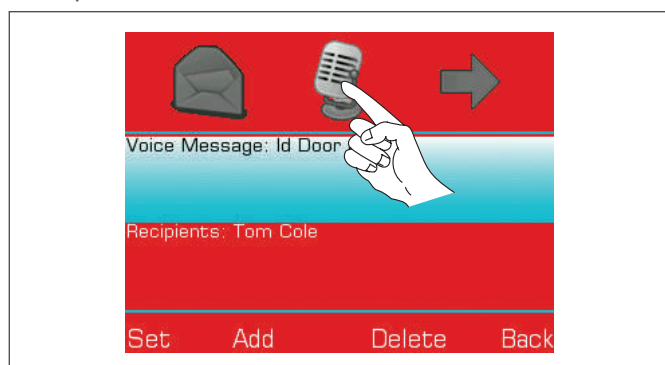 Voice Message: Id Door
Recipients: Tom Cole
Set Add Delete Back